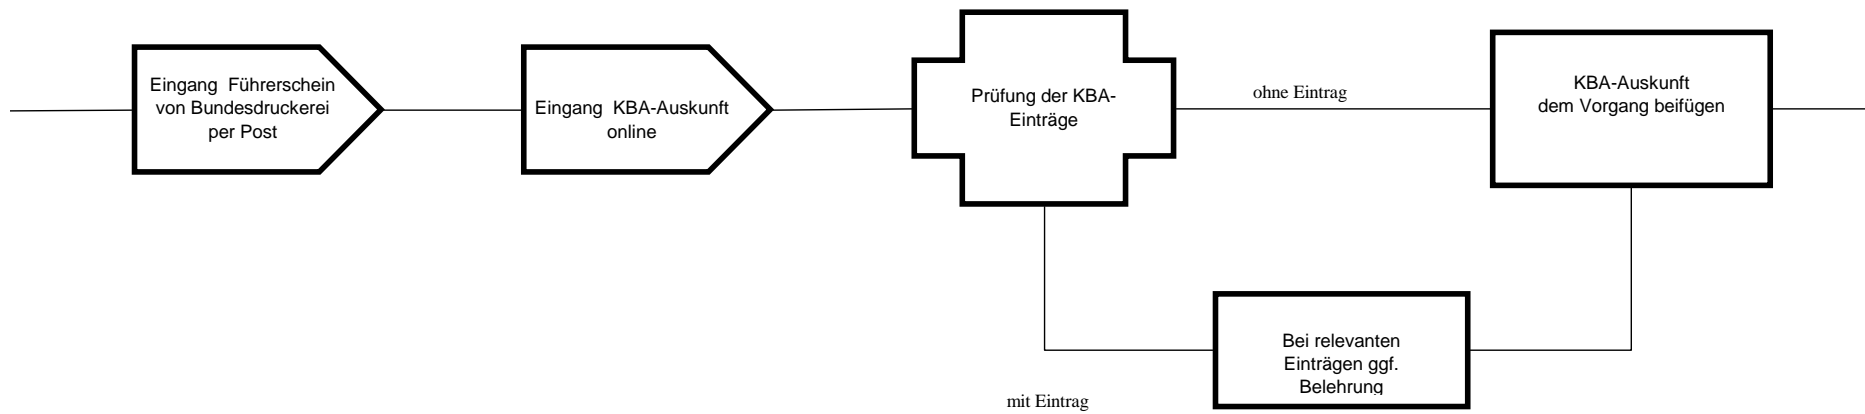 Eingang Führerschein
von Bundesdruckerei
per Post
Eingang KBA-Auskunft
online
Prüfung der KBA-
Einträge
ohne Eintrag
KBA-Auskunft
dem Vorgang beifügen
Bei relevanten
Einträgen ggf.
Belehrung
mit Eintrag